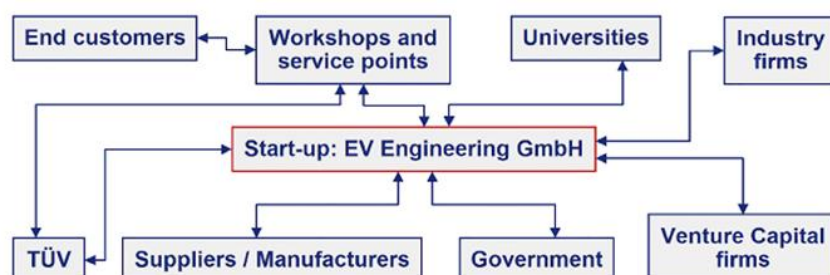 End customers
Workshops and
service points
Universities
Industry
firms
Start-up: EV Engineering GmbH
TÜV
Suppliers / Manufacturers
Government
Venture Capital
firms